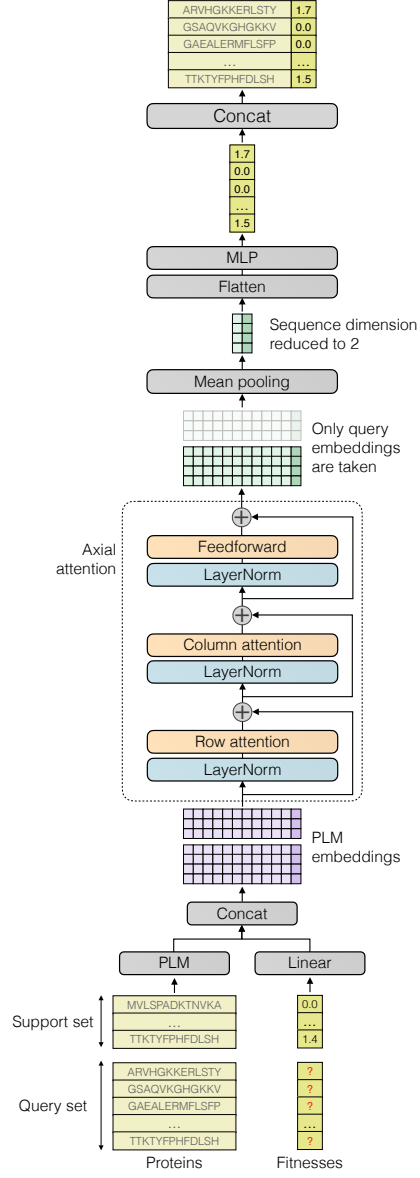 ARVHGKKERLSTY 1.7
GSAQVKGHGKKV 0.0
GAEALERMFLSFP 0.0
... ...
TTKTYFPHFDLSH 1.5
Concat
1.7
0.0
0.0
...
1.5
MLP
Flatten
Sequence dimension
reduced to 2
Mean pooling
Only query
embeddings
are taken
Axial
attention
Feedforward
LayerNorm
Column attention
LayerNorm
Row attention
LayerNorm
PLM
embeddings
Concat
PLM Linear
Support set
MVLSPADKTNVKA 0.0
... ...
TTKTYFPHFDLSH 1.4
Query set
ARVHGKKERLSTY ?
GSAQVKGHGKKV ?
GAEALERMFLSFP ?
... ...
TTKTYFPHFDLSH ?
Proteins Fitnesses